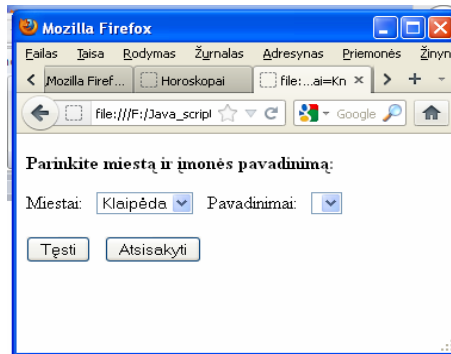 Mozilla Firefox
Failas Taisa Rodymas Žurnalas Adresynas Priemonės Žinyn
Mozilla Firef... Horoskopai file:...ai=Kn
file:///F:/Java_script Google
Parinkite miestą ir įmonės pavadinimą:
Miestai: Klaipėda Pavadinimai:
Tęsti Atsisakyti